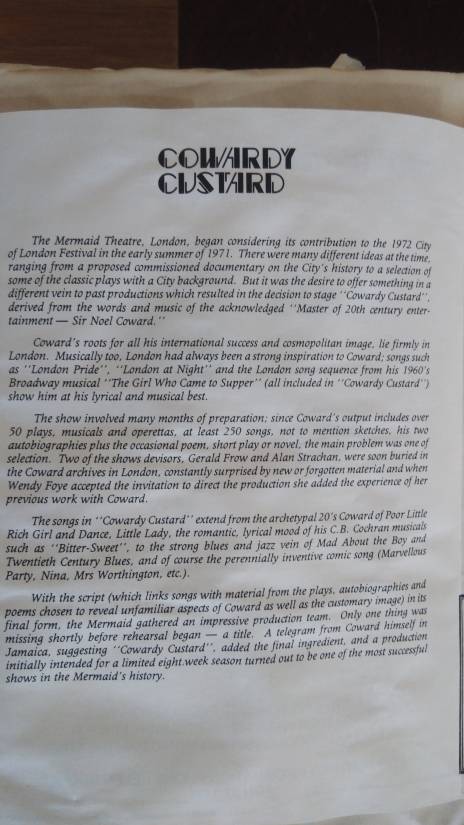 COWARDY
CUSTARD
The Mermaid Theatre, London, began considering its contribution to the 1972 City
of London Festival in the early summer of 1971. There were many different ideas at the time,
ranging from a proposed commissioned documentary on the City's history to a selection of
some of the classic plays with a City background. But it was the desire to offer something in a
different vein to past productions which resulted in the decision to stage "Cowardy Custard",
derived from the words and music of the acknowledged "Master of 20th century enter-
tainment — Sir Noel Coward."
Coward's roots for all his international success and cosmopolitan image, lie firmly in
London. Musically too, London had always been a strong inspiration to Coward; songs such
as "London Pride", "London at Night" and the London song sequence from his 1960's
Broadway musical "The Girl Who Came to Supper" (all included in "Cowardy Custard")
show him at his lyrical and musical best.
The show involved many months of preparation; since Coward's output includes over
50 plays, musicals and operettas, at least 250 songs, not to mention sketches, his two
autobiographies plus the occasional poem, short play or novel, the main problem was one of
selection. Two of the shows devisors, Gerald Frow and Alan Strachan, were soon buried in
the Coward archives in London, constantly surprised by new or forgotten material and when
Wendy Foye accepted the invitation to direct the production she added the experience of her
previous work with Coward.
The songs in "Cowardy Custard" extend from the archetypal 20's Coward of Poor Little
Rich Girl and Dance, Little Lady, the romantic, lyrical mood of his C.B. Cochran musicals
such as "Bitter-Sweet", to the strong blues and jazz vein of Mad About the Boy and
Twentieth Century Blues, and of course the perennially inventive comic song (Marvellous
Party, Nina, Mrs Worthington, etc.).
With the script (which links songs with material from the plays, autobiographies and
poems chosen to reveal unfamiliar aspects of Coward as well as the customary image) in its
final form, the Mermaid gathered an impressive production team. Only one thing was
missing shortly before rehearsal began — a title. A telegram from Coward himself in
Jamaica, suggesting "Cowardy Custard", added the final ingredient, and a production
initially intended for a limited eight.week season turned out to be one of the most successful
shows in the Mermaid's history.